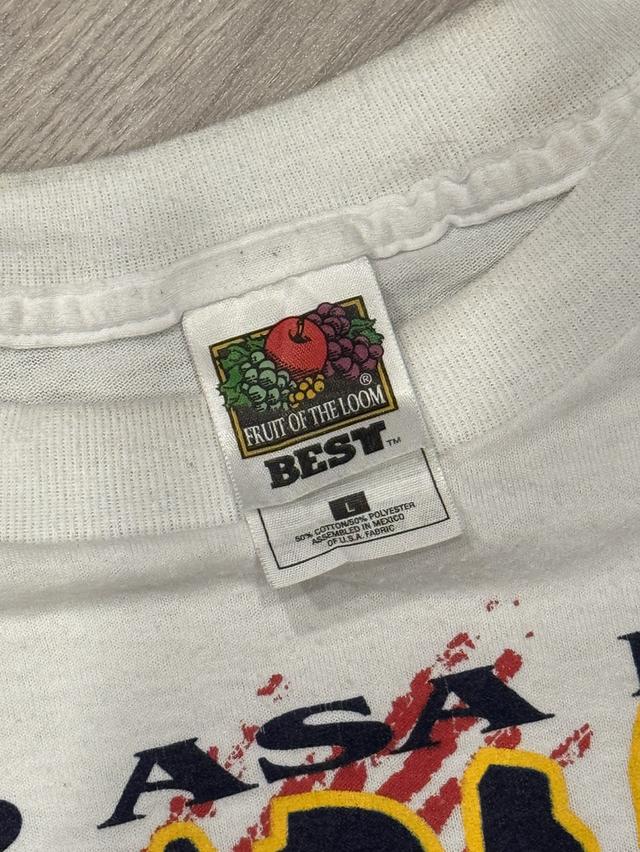 FRUIT OF THE LOOM ®
BEST™
L
50% COTTON/50% POLYESTER
ASSEMBLED IN MEXICO
OF U.S.A. FABRIC
ASA